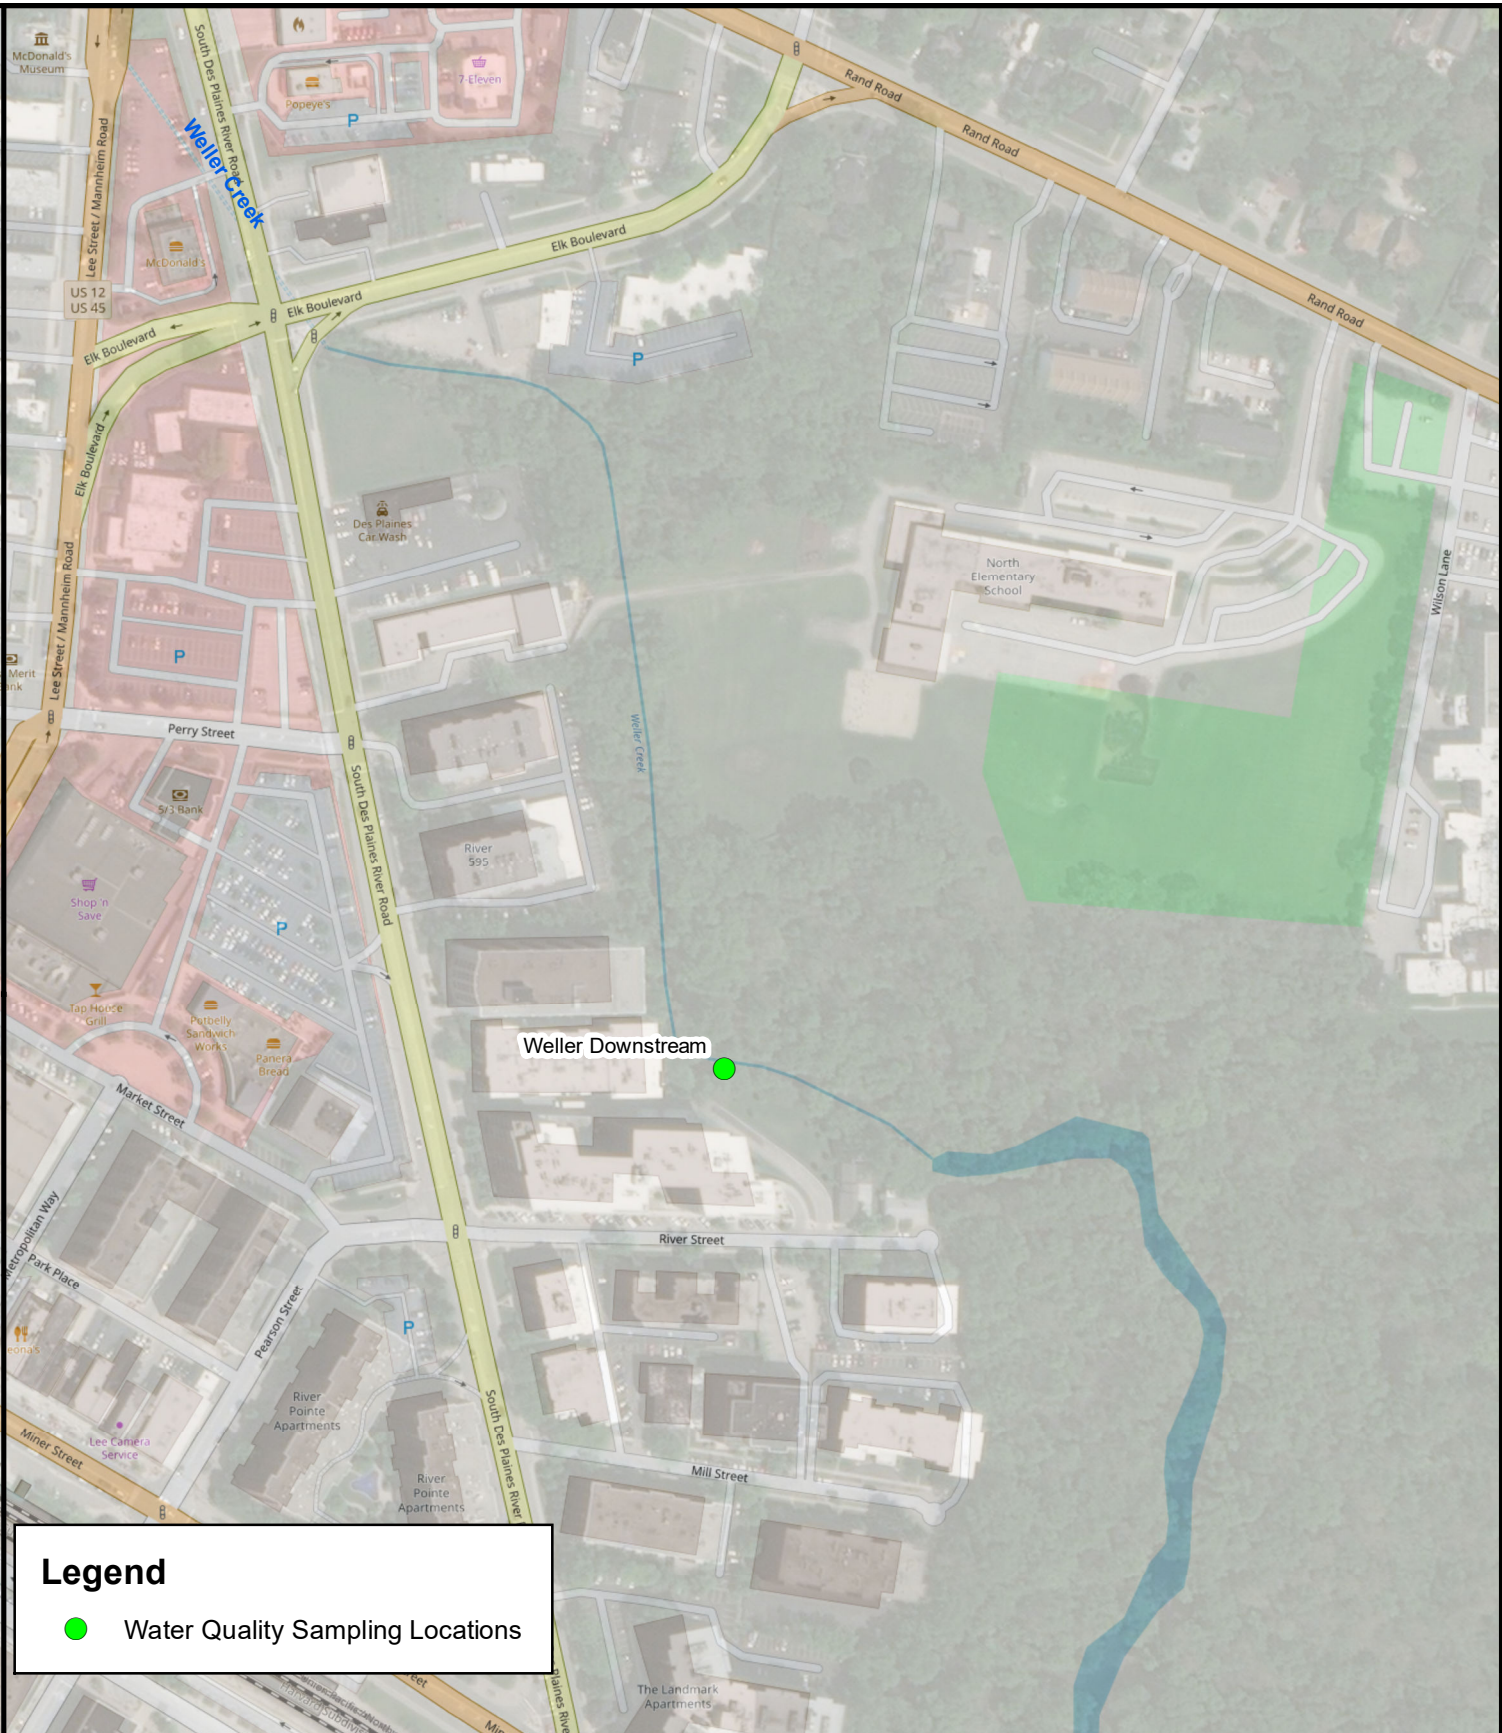 McDonald's
Museum
South Des Plaines River Road
Popeye's
7-Eleven
P
Rand Road
Rand Road
Lee Street / Mannheim Road
Weller Creek
McDonald's
Elk Boulevard
US 12
US 45
Elk Boulevard
Elk Boulevard
Rand Road
P
Elk Boulevard
Des Plaines
Car Wash
North
Elementary
School
Wilson Lane
Lee Street / Mannheim Road
P
Merit
Perry Street
Weller Creek
South Des Plaines River Road
5/3 Bank
River
595
Shop 'n
Save
P
Tap House
Grill
Potbelly
Sandwich
Works
Panera
Bread
Weller Downstream
Market Street
Metropolitan Way
Park Place
River Street
Pearson Street
P
River
Pointe
Apartments
South Des Plaines River
Miner Street
Lee Camera
Service
River
Pointe
Apartments
Mill Street
Legend
Water Quality Sampling Locations
The Landmark
Apartments